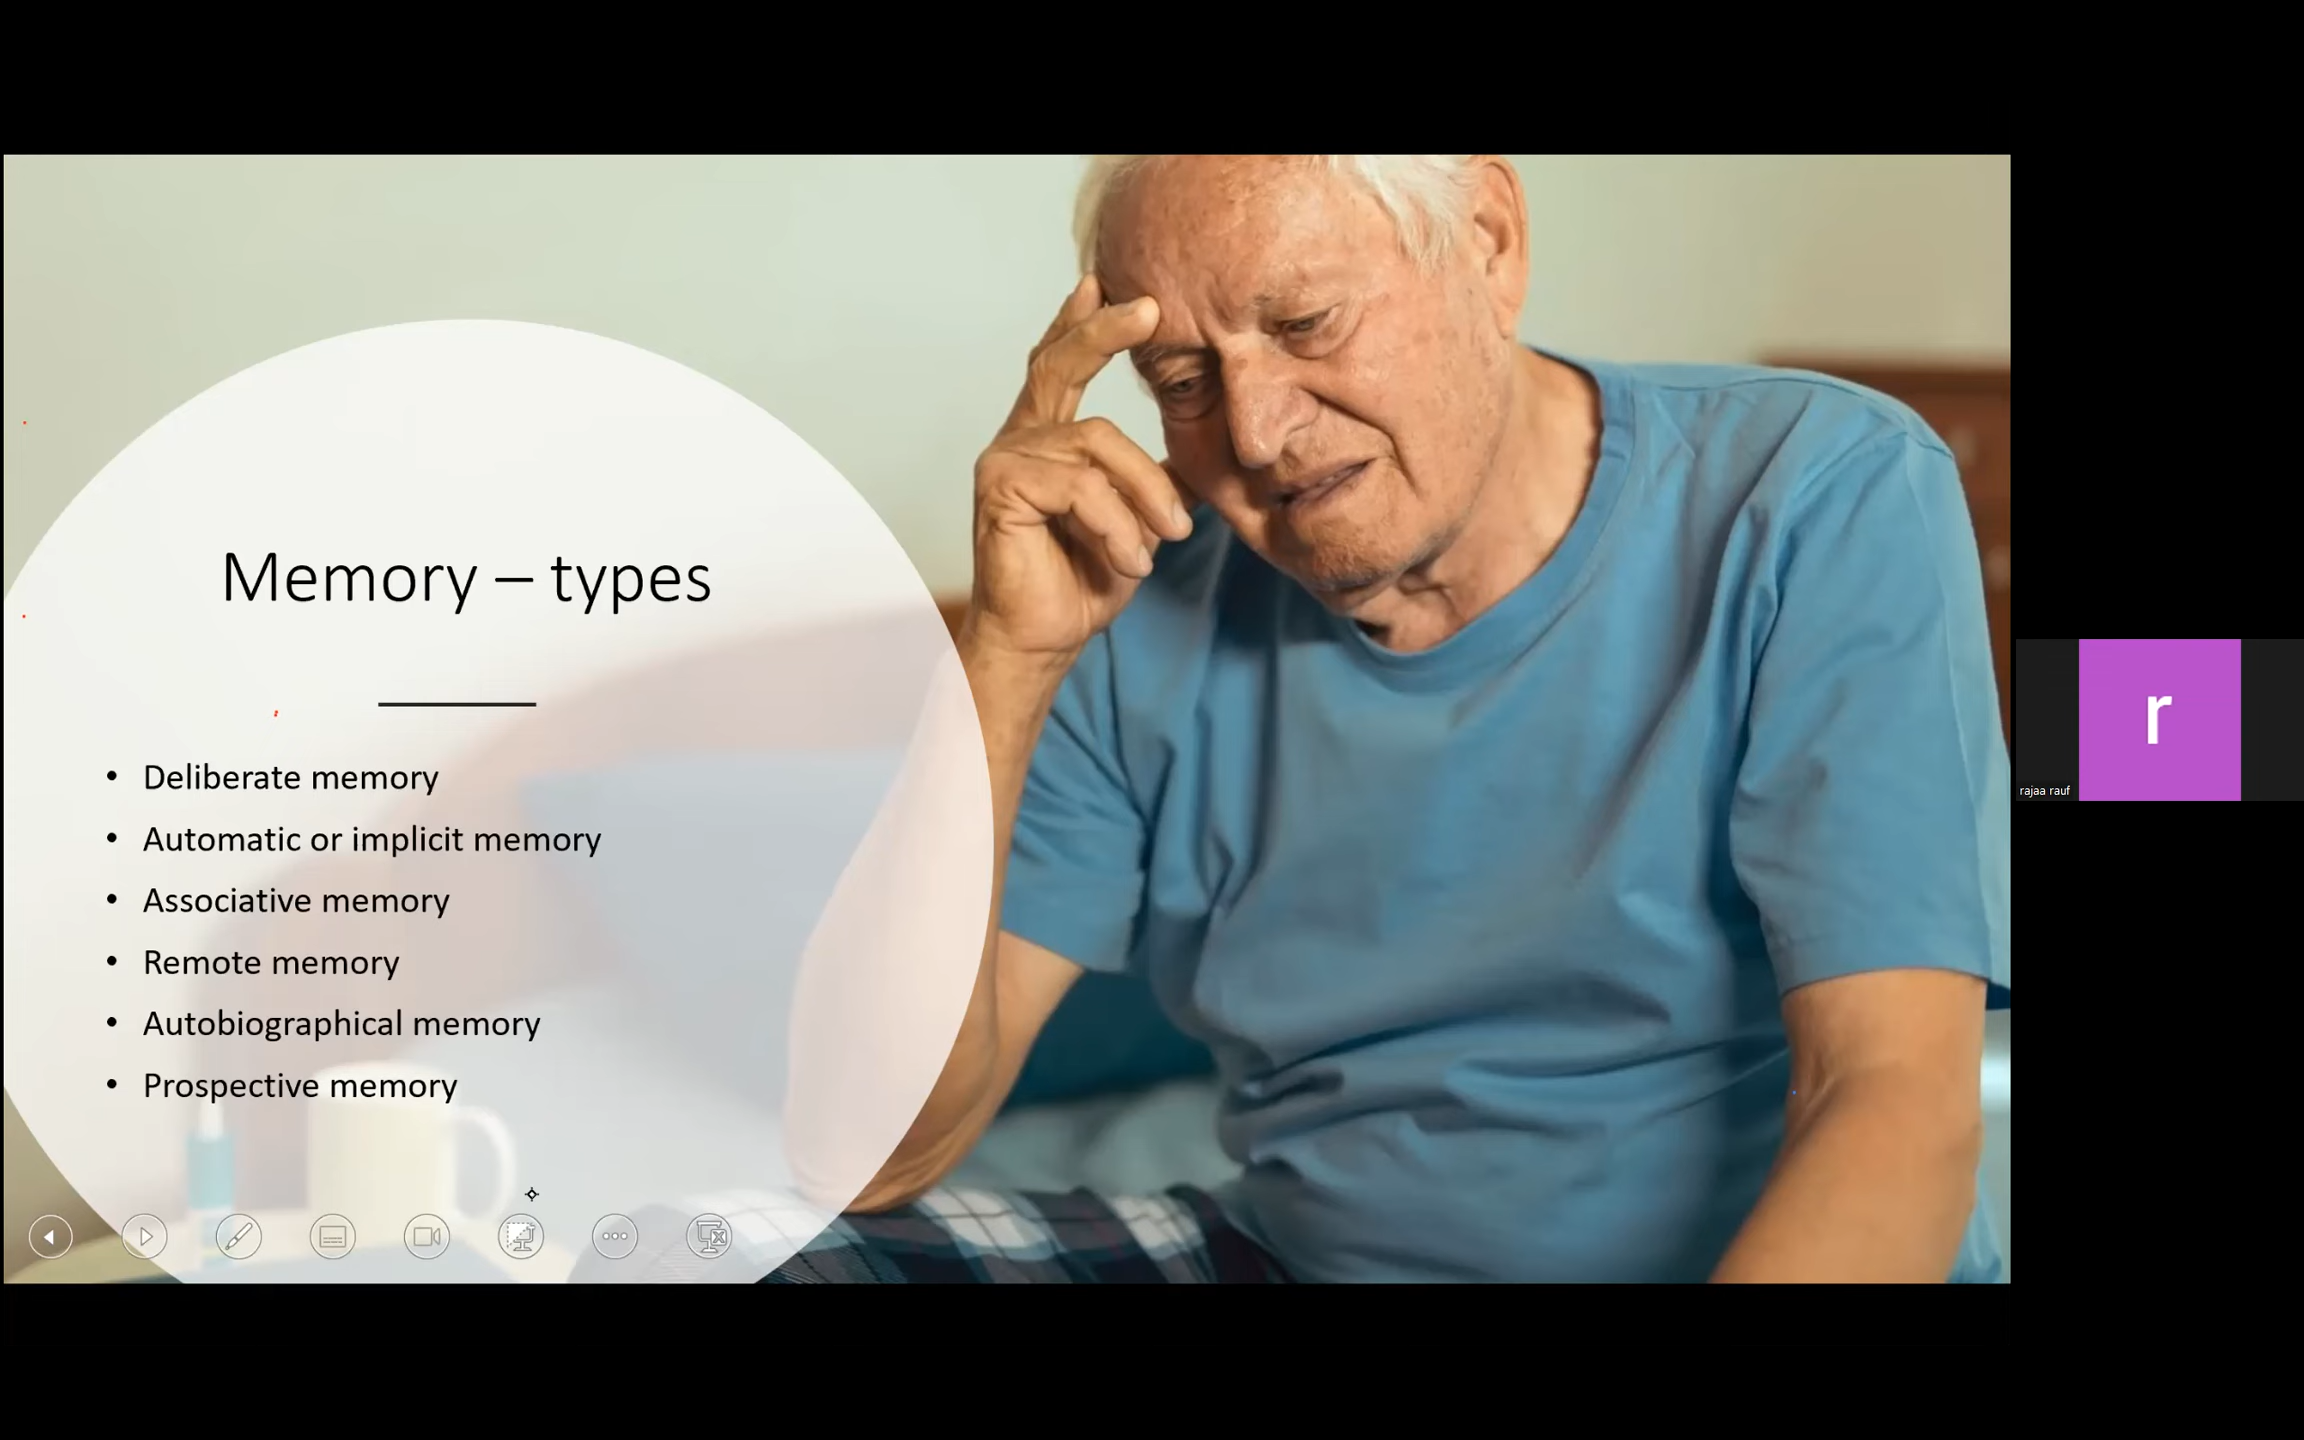 Memory – types
• Deliberate memory
• Automatic or implicit memory
• Associative memory
• Remote memory
• Autobiographical memory
• Prospective memory
r
rajaa rauf